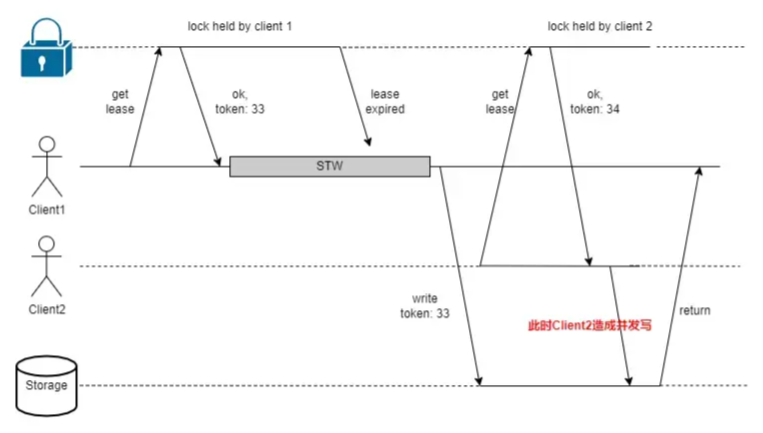 lock held by client 1
lock held by client 2
get
lease
ok,
token: 33
lease
expired
get
lease
ok,
token: 34
STW
Client1
Client2
write
token: 33
此时Client2造成并发写
return
Storage